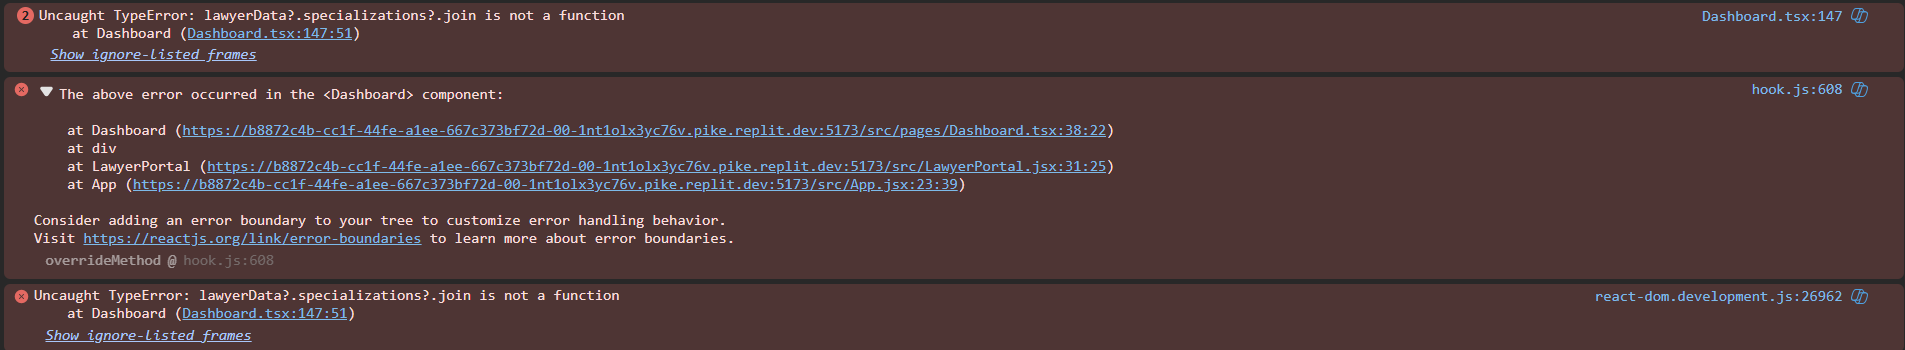 2 Uncaught TypeError: lawyerData?.specializations?.join is not a function Dashboard.tsx:147
at Dashboard (Dashboard.tsx:147:51)
Show ignore-listed frames
The above error occurred in the <Dashboard> component: hook.js:608
at Dashboard (https://b8872c4b-cc1f-44fe-a1ee-667c373bf72d-00-1nt1olx3yc76v.pike.replit.dev:5173/src/pages/Dashboard.tsx:38:22)
at div
at LawyerPortal (https://b8872c4b-cc1f-44fe-a1ee-667c373bf72d-00-1nt1olx3yc76v.pike.replit.dev:5173/src/LawyerPortal.jsx:31:25)
at App (https://b8872c4b-cc1f-44fe-a1ee-667c373bf72d-00-1nt1olx3yc76v.pike.replit.dev:5173/src/App.jsx:23:39)
Consider adding an error boundary to your tree to customize error handling behavior.
Visit https://reactjs.org/link/error-boundaries to learn more about error boundaries.
overrideMethod @ hook.js:608
Uncaught TypeError: lawyerData?.specializations?.join is not a function react-dom.development.js:26962
at Dashboard (Dashboard.tsx:147:51)
Show ignore-listed frames